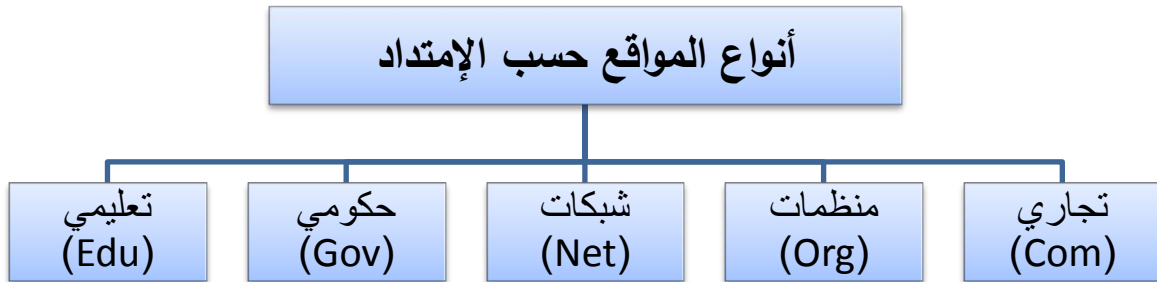 أنواع المواقع حسب الإمتداد
تجاري
(Com)
منظمات
(Org)
شبكات
(Net)
حكومي
(Gov)
تعليمي
(Edu)